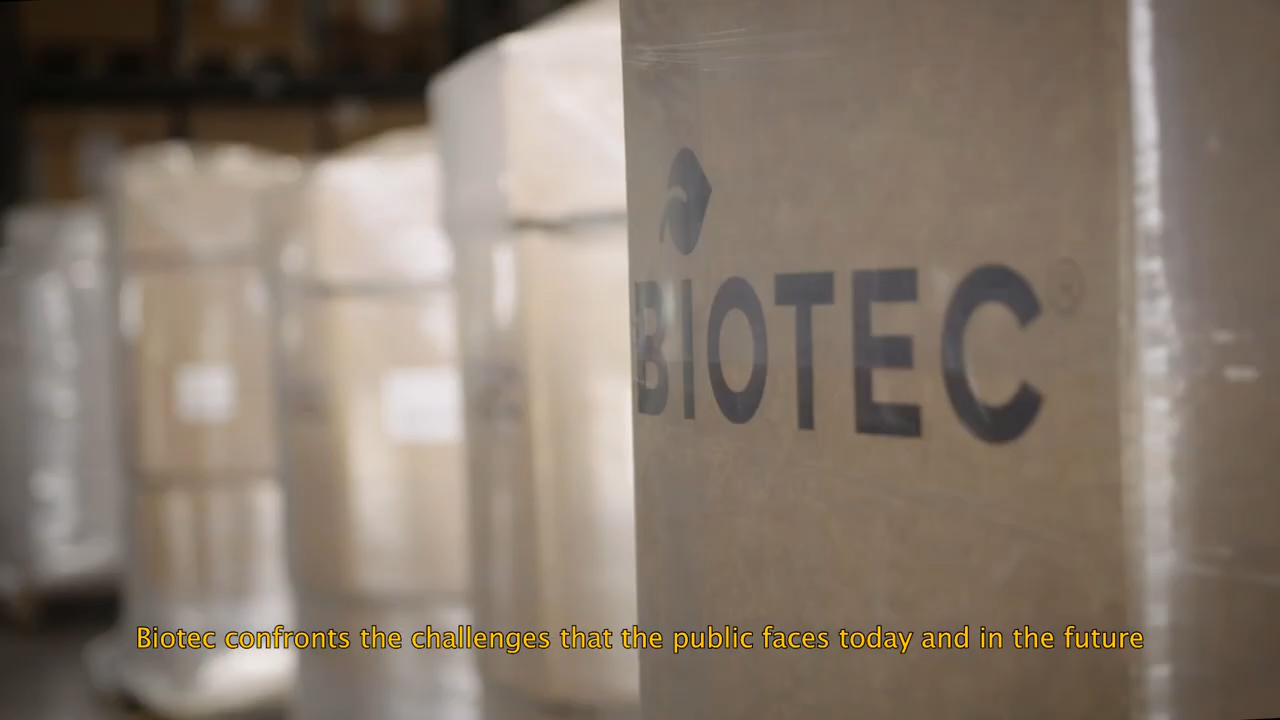 BIOTEC®
Biotec confronts the challenges that the public faces today and in the future